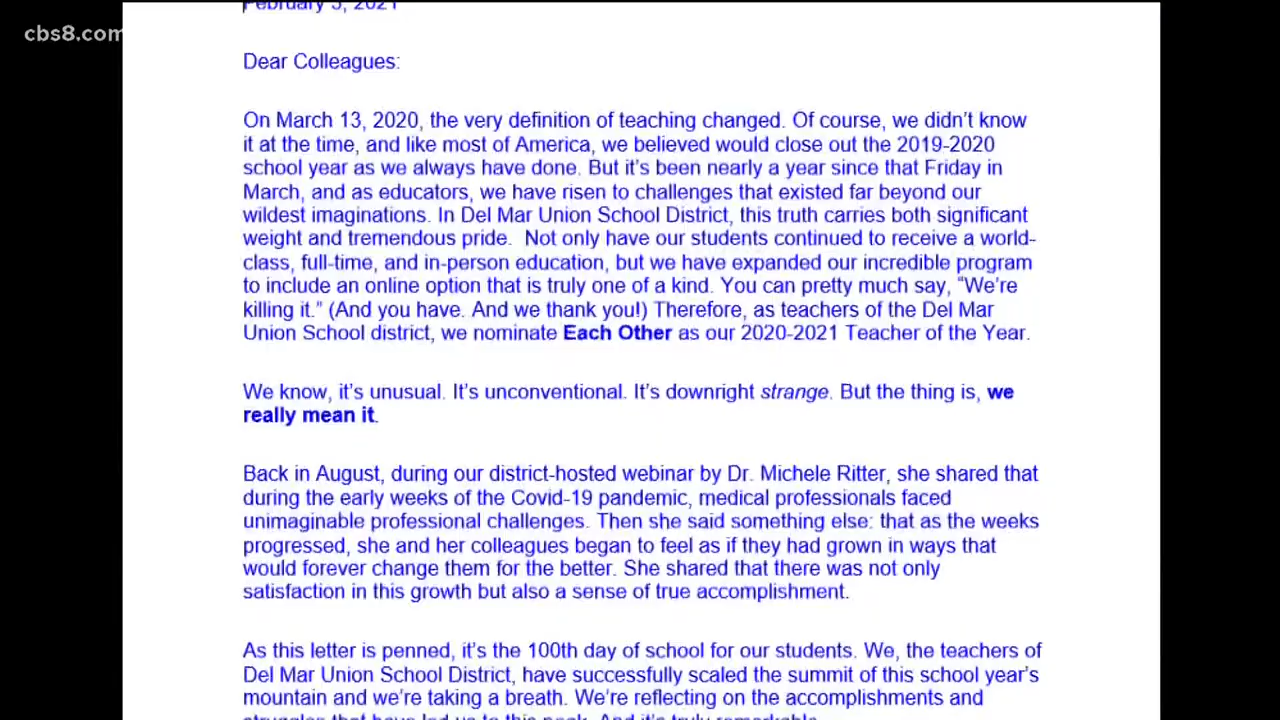 cbs8.com
February 5, 2021
Dear Colleagues:
On March 13, 2020, the very definition of teaching changed. Of course, we didn’t know
it at the time, and like most of America, we believed would close out the 2019-2020
school year as we always have done. But it’s been nearly a year since that Friday in
March, and as educators, we have risen to challenges that existed far beyond our
wildest imaginations. In Del Mar Union School District, this truth carries both significant
weight and tremendous pride.  Not only have our students continued to receive a world-
class, full-time, and in-person education, but we have expanded our incredible program
to include an online option that is truly one of a kind. You can pretty much say, “We’re
killing it.” (And you have. And we thank you!) Therefore, as teachers of the Del Mar
Union School district, we nominate Each Other as our 2020-2021 Teacher of the Year.
We know, it’s unusual. It’s unconventional. It’s downright strange. But the thing is, we
really mean it.
Back in August, during our district-hosted webinar by Dr. Michele Ritter, she shared that
during the early weeks of the Covid-19 pandemic, medical professionals faced
unimaginable professional challenges. Then she said something else: that as the weeks
progressed, she and her colleagues began to feel as if they had grown in ways that
would forever change them for the better. She shared that there was not only
satisfaction in this growth but also a sense of true accomplishment.
As this letter is penned, it’s the 100th day of school for our students. We, the teachers of
Del Mar Union School District, have successfully scaled the summit of this school year’s
mountain and we’re taking a breath. We’re reflecting on the accomplishments and
struggles that have led us to this peak. And it’s truly remarkable.